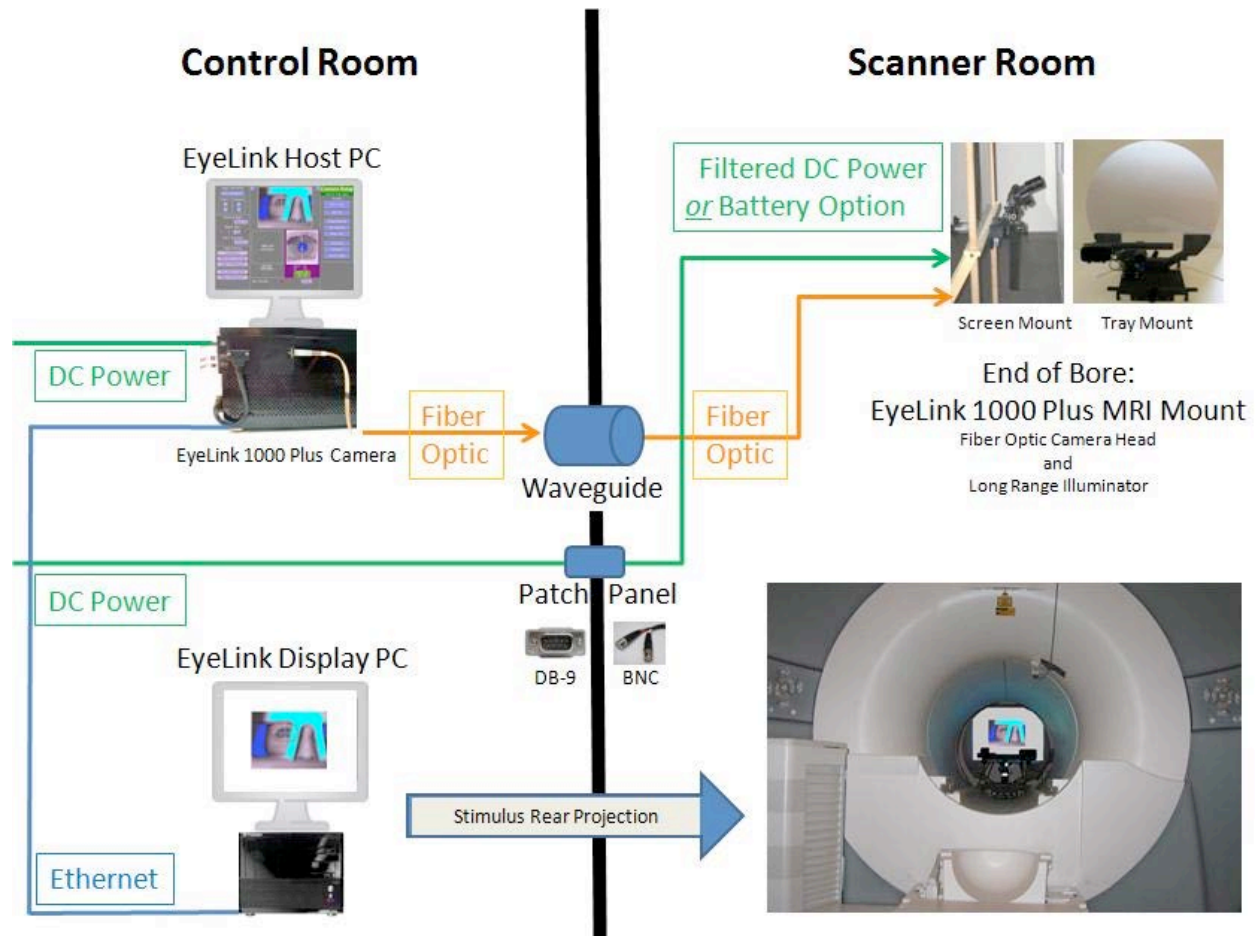 Control Room
Scanner Room
EyeLink Host PC
DC Power
EyeLink 1000 Plus Camera
Fiber
Optic
Waveguide
Fiber
Optic
Filtered DC Power
or Battery Option
Screen Mount
Tray Mount
End of Bore:
EyeLink 1000 Plus MRI Mount
Fiber Optic Camera Head
and
Long Range Illuminator
DC Power
Patch Panel
DB-9
BNC
EyeLink Display PC
Stimulus Rear Projection
Ethernet